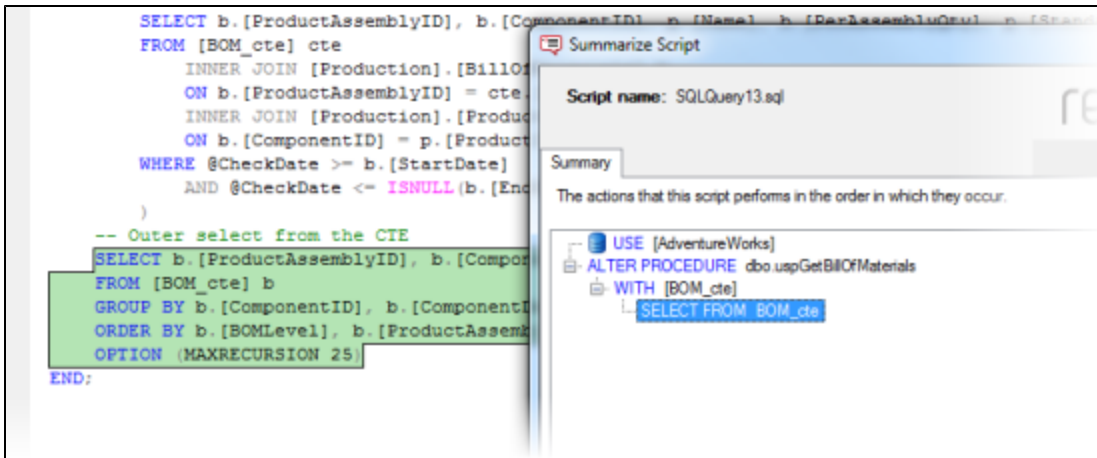 SELECT b.[ProductAssemblyID], b.[ComponentID], p.[Name], b.[PerAssemblyQty], p.[Stand
FROM [BOM_cte] cte
INNER JOIN [Production].[BillOf
ON b.[ProductAssemblyID] = cte.
INNER JOIN [Production].[Produc
ON b.[ComponentID] = p.[Product
WHERE @CheckDate >= b.[StartDate]
AND @CheckDate <= ISNULL(b.[End
)
-- Outer select from the CTE
SELECT b.[ProductAssemblyID], b.[Compon
FROM [BOM_cte] b
GROUP BY b.[ComponentID], b.[ComponentD
ORDER BY b.[BOMLevel], b.[ProductAssemb
OPTION (MAXRECURSION 25)
END;
Summarize Script
Script name: SQLQuery13.sql
re
Summary
The actions that this script performs in the order in which they occur.
USE [AdventureWorks]
ALTER PROCEDURE dbo.uspGetBillOfMaterials
WITH [BOM_cte]
SELECT FROM BOM_cte